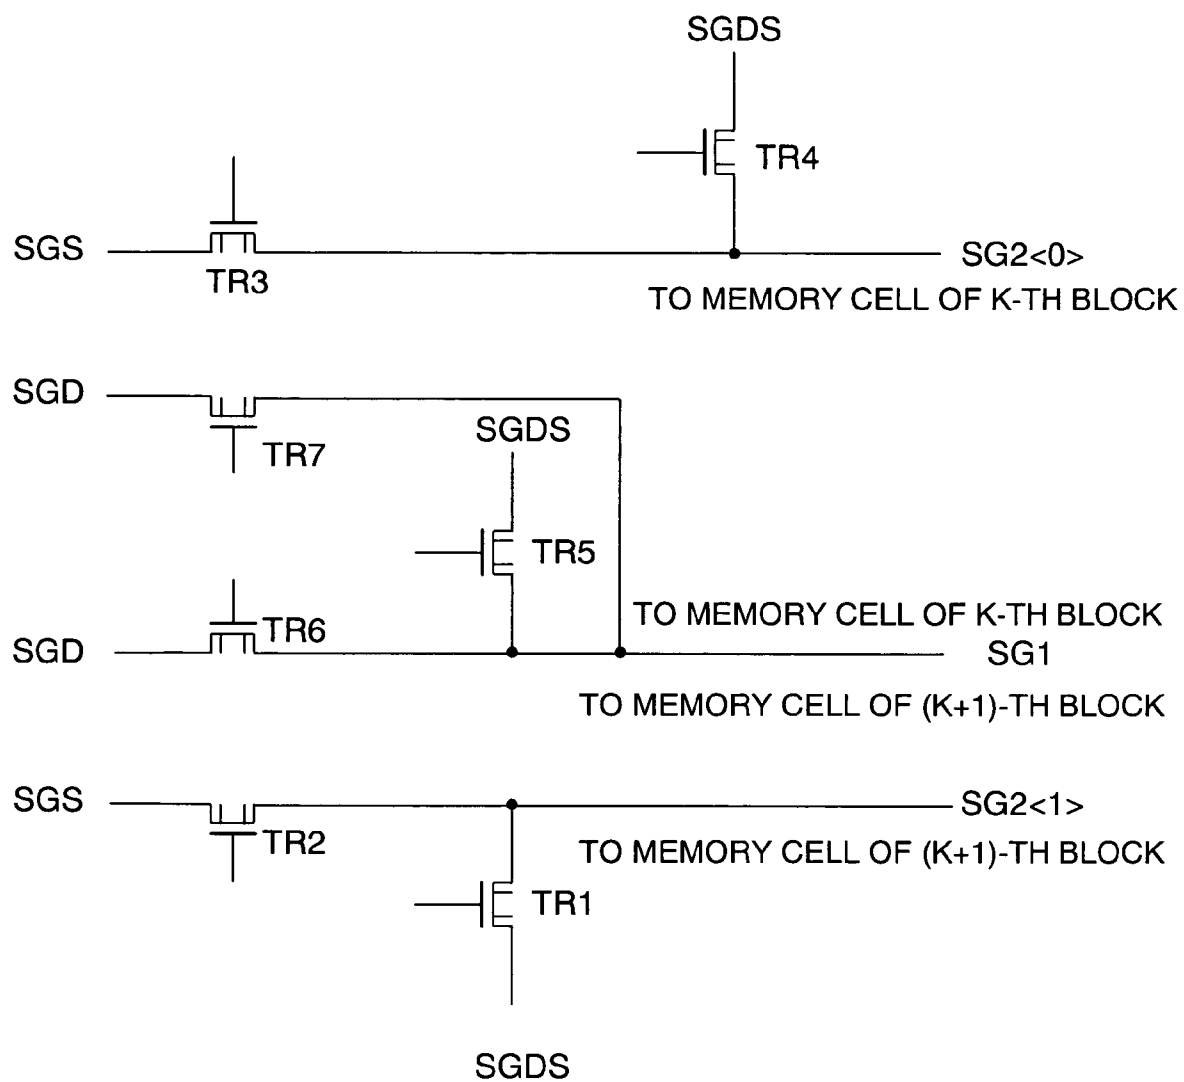 SGDS
TR4
SGS
TR3
SG2<0>
TO MEMORY CELL OF K-TH BLOCK
SGD
TR7
SGDS
TR5
TO MEMORY CELL OF K-TH BLOCK
TR6
SGD
SG1
TO MEMORY CELL OF (K+1)-TH BLOCK
SGS
SG2<1>
TR2
TO MEMORY CELL OF (K+1)-TH BLOCK
TR1
SGDS